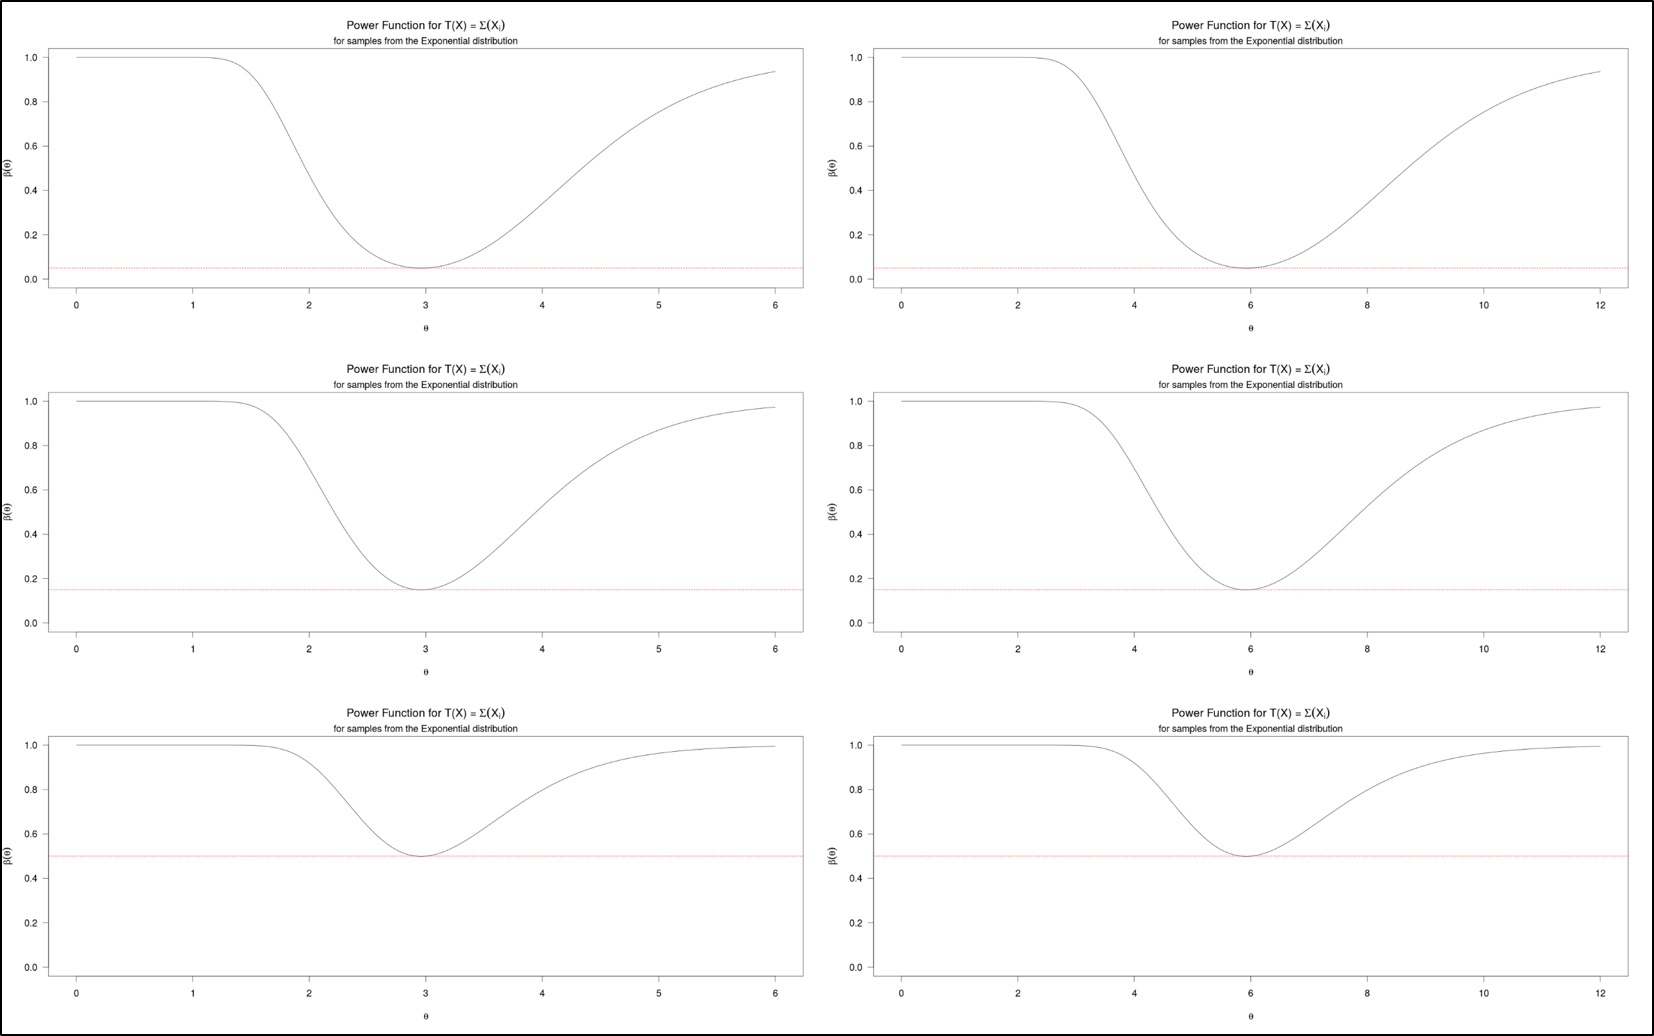 Power Function for T(X) = Σ(Xᵢ)
for samples from the Exponential distribution
1.0
0.8
0.6
0.4
0.2
0.0
β(θ)
0 1 2 3 4 5 6
θ
Power Function for T(X) = Σ(Xᵢ)
for samples from the Exponential distribution
1.0
0.8
0.6
0.4
0.2
0.0
β(θ)
0 2 4 6 8 10 12
θ
Power Function for T(X) = Σ(Xᵢ)
for samples from the Exponential distribution
1.0
0.8
0.6
0.4
0.2
0.0
β(θ)
0 1 2 3 4 5 6
θ
Power Function for T(X) = Σ(Xᵢ)
for samples from the Exponential distribution
1.0
0.8
0.6
0.4
0.2
0.0
β(θ)
0 2 4 6 8 10 12
θ
Power Function for T(X) = Σ(Xᵢ)
for samples from the Exponential distribution
1.0
0.8
0.6
0.4
0.2
0.0
β(θ)
0 1 2 3 4 5 6
θ
Power Function for T(X) = Σ(Xᵢ)
for samples from the Exponential distribution
1.0
0.8
0.6
0.4
0.2
0.0
β(θ)
0 2 4 6 8 10 12
θ